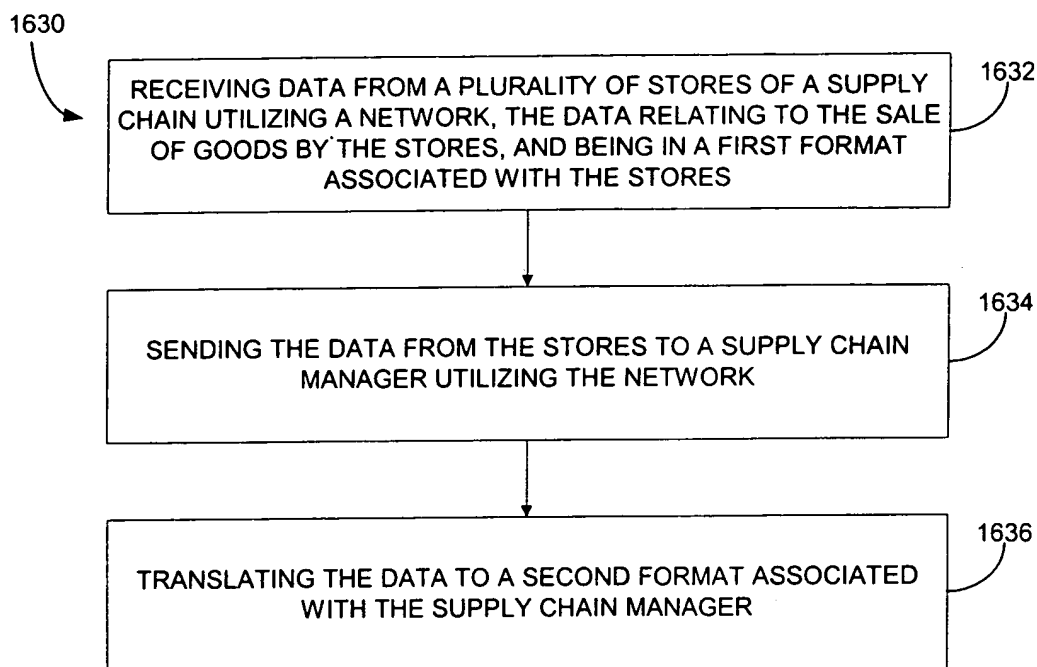 1630
RECEIVING DATA FROM A PLURALITY OF STORES OF A SUPPLY
CHAIN UTILIZING A NETWORK, THE DATA RELATING TO THE SALE
OF GOODS BY THE STORES, AND BEING IN A FIRST FORMAT
ASSOCIATED WITH THE STORES
1632
SENDING THE DATA FROM THE STORES TO A SUPPLY CHAIN
MANAGER UTILIZING THE NETWORK
1634
TRANSLATING THE DATA TO A SECOND FORMAT ASSOCIATED
WITH THE SUPPLY CHAIN MANAGER
1636